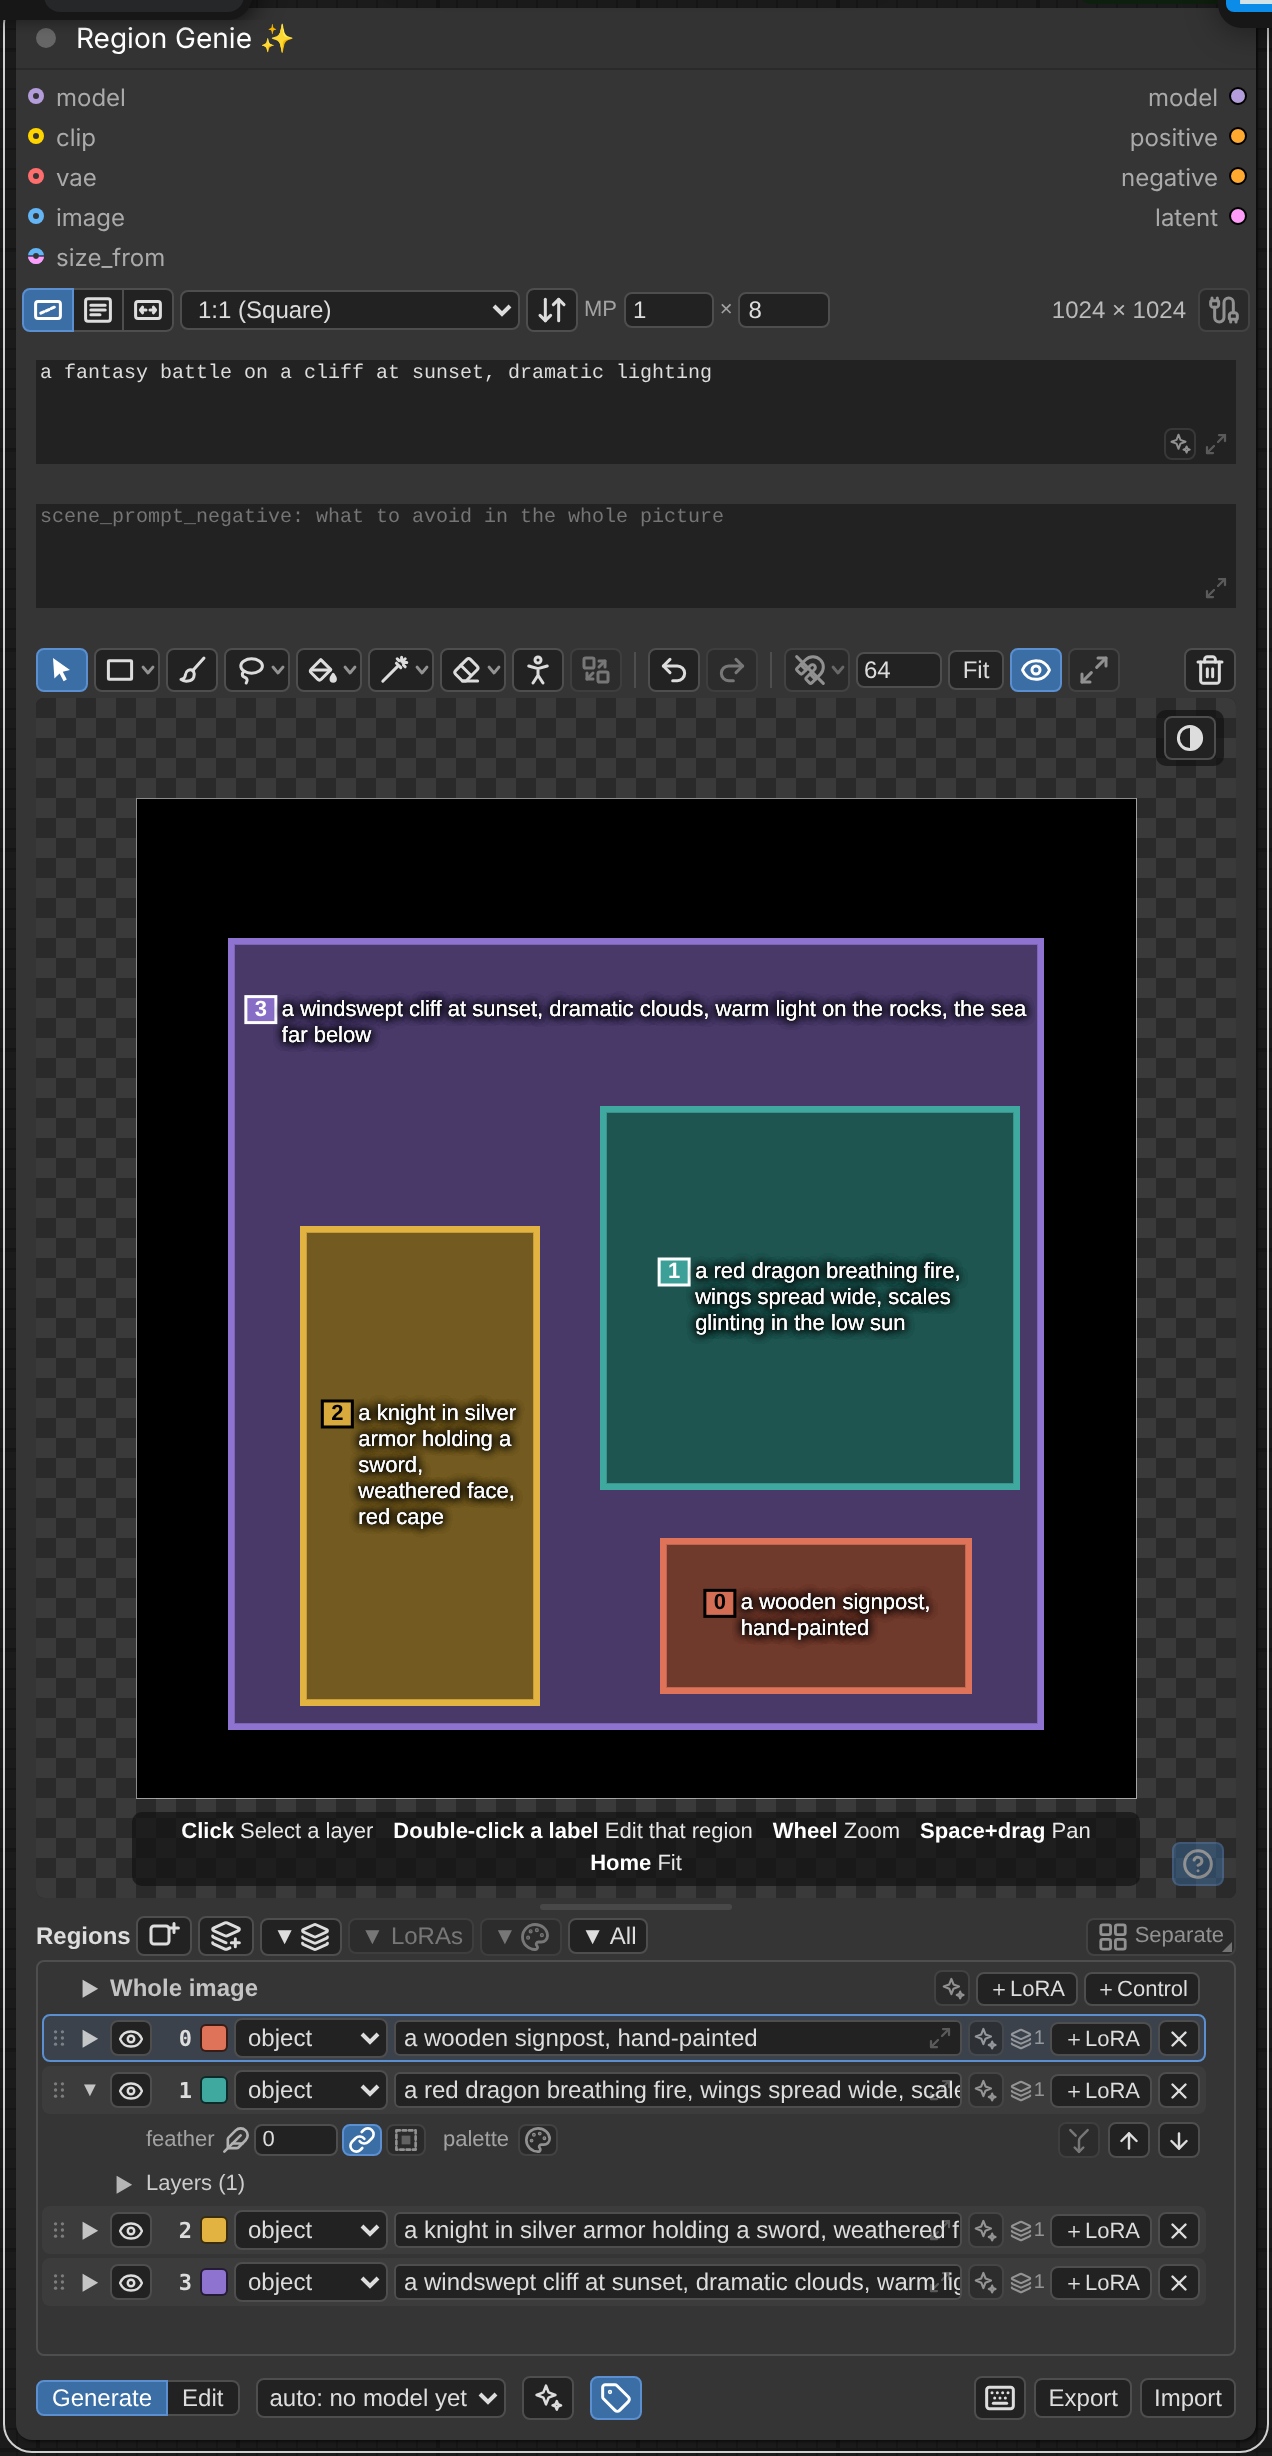 Region Genie ✨
model model
clip positive
vae negative
image latent
size_from
1:1 (Square) MP 1 × 8 1024 × 1024
a fantasy battle on a cliff at sunset, dramatic lighting
scene_prompt_negative: what to avoid in the whole picture
64 Fit
3 a windswept cliff at sunset, dramatic clouds, warm light on the rocks, the sea
far below
1 a red dragon breathing fire,
wings spread wide, scales
glinting in the low sun
2 a knight in silver
armor holding a
sword,
weathered face,
red cape
0 a wooden signpost,
hand-painted
Click Select a layer Double-click a label Edit that region Wheel Zoom Space+drag Pan
Home Fit
Regions ▼ ▼ LoRAs ▼ ▼ All Separate
▶ Whole image +LoRA +Control
0 object a wooden signpost, hand-painted 1 +LoRA ×
1 object a red dragon breathing fire, wings spread wide, scale 1 +LoRA ×
feather 0 palette
▶ Layers (1)
2 object a knight in silver armor holding a sword, weathered f 1 +LoRA ×
3 object a windswept cliff at sunset, dramatic clouds, warm lig 1 +LoRA ×
Generate Edit auto: no model yet Export Import